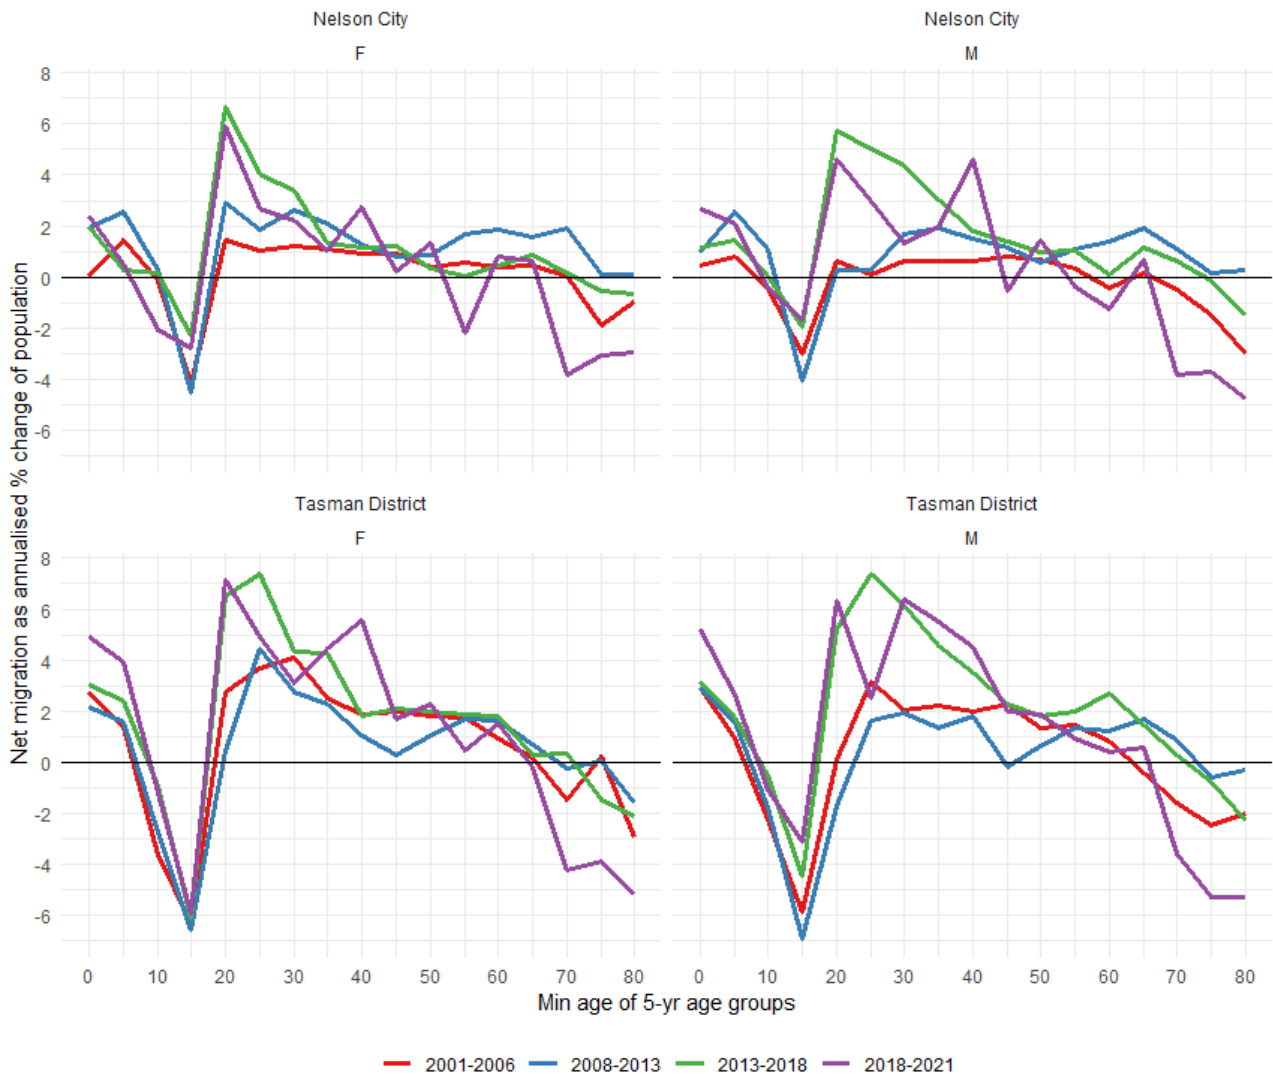 Nelson City
Nelson City
F
M
8
6
4
2
0
-2
-4
-6
Tasman District
Tasman District
F
M
8
6
4
2
0
-2
-4
-6
0 10 20 30 40 50 60 70 80
0 10 20 30 40 50 60 70 80
Net migration as annualised % change of population
Min age of 5-yr age groups
2001-2006 2008-2013 2013-2018 2018-2021